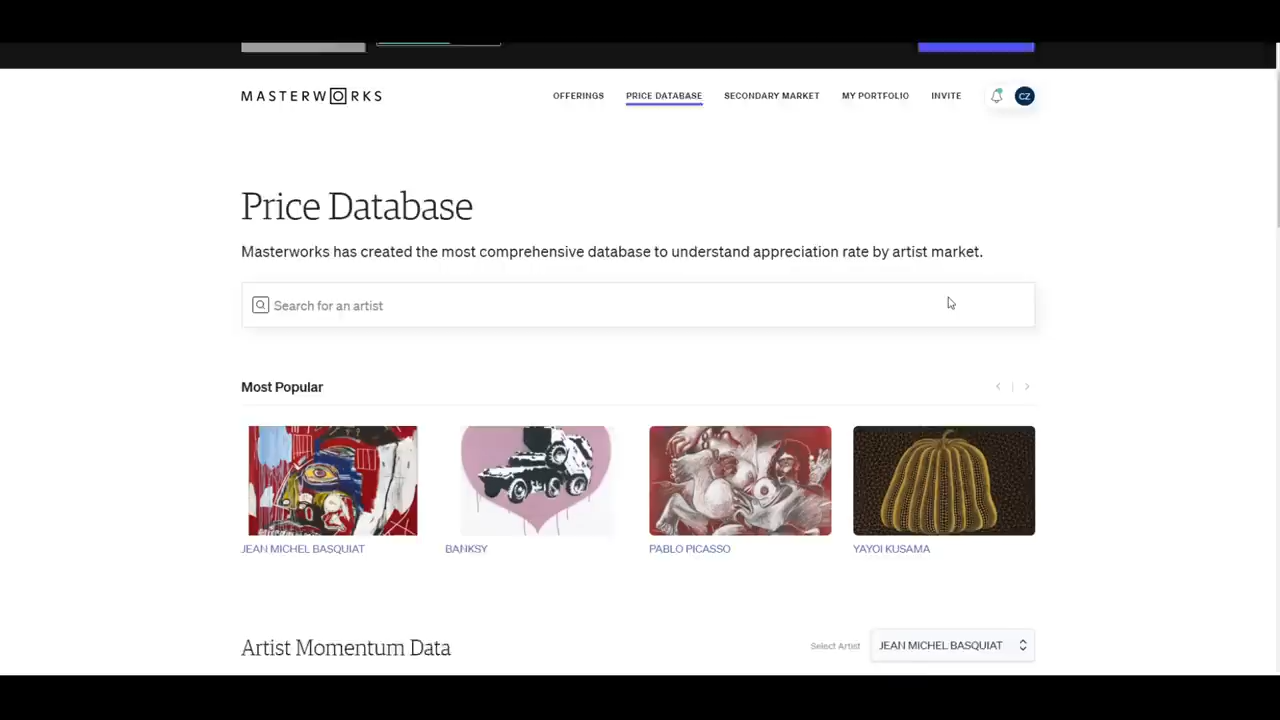 MASTERWORKS
OFFERINGS PRICE DATABASE SECONDARY MARKET MY PORTFOLIO INVITE CZ
Price Database
Masterworks has created the most comprehensive database to understand appreciation rate by artist market.
Search for an artist
Most Popular
JEAN MICHEL BASQUIAT BANKSY PABLO PICASSO YAYOI KUSAMA
Artist Momentum Data Select Artist JEAN MICHEL BASQUIAT